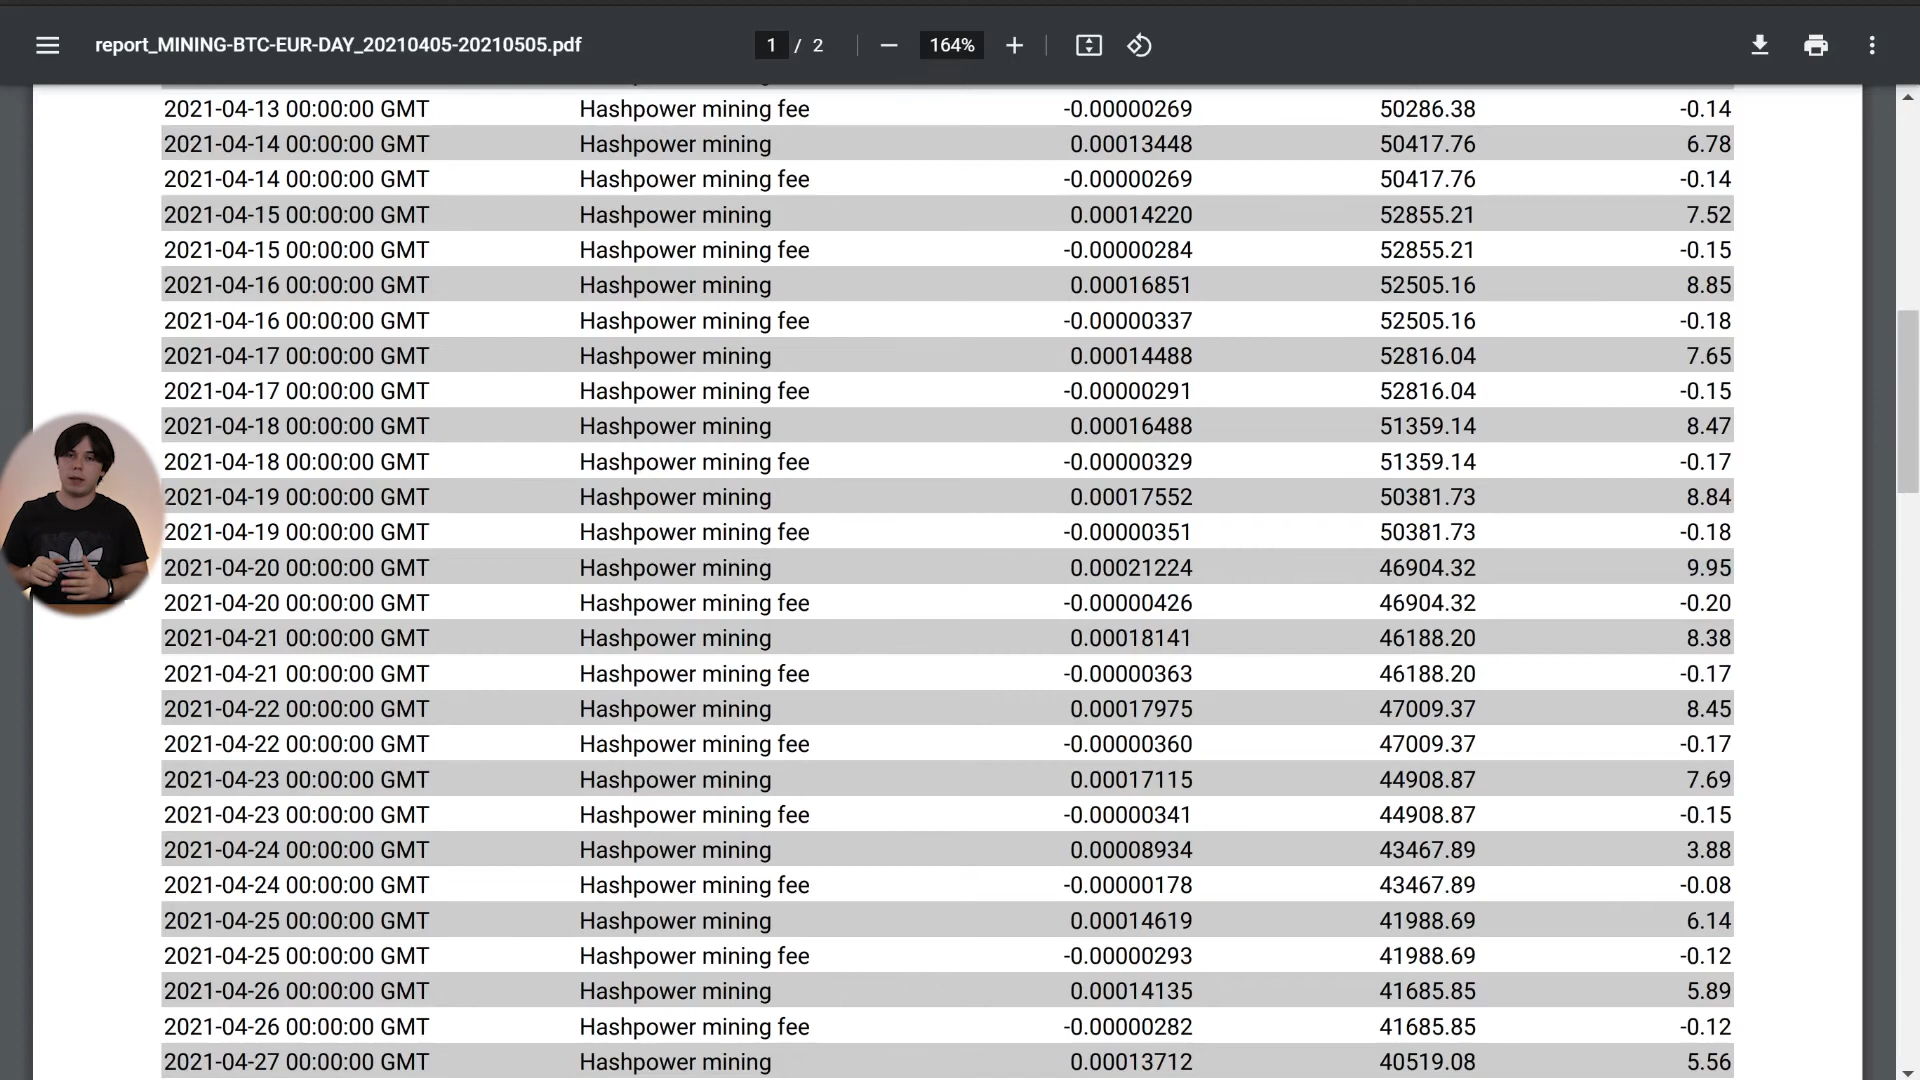 report_MINING-BTC-EUR-DAY_20210405-20210505.pdf 1 / 2 164%
2021-04-13 00:00:00 GMT Hashpower mining fee -0.00000269 50286.38 -0.14
2021-04-14 00:00:00 GMT Hashpower mining 0.00013448 50417.76 6.78
2021-04-14 00:00:00 GMT Hashpower mining fee -0.00000269 50417.76 -0.14
2021-04-15 00:00:00 GMT Hashpower mining 0.00014220 52855.21 7.52
2021-04-15 00:00:00 GMT Hashpower mining fee -0.00000284 52855.21 -0.15
2021-04-16 00:00:00 GMT Hashpower mining 0.00016851 52505.16 8.85
2021-04-16 00:00:00 GMT Hashpower mining fee -0.00000337 52505.16 -0.18
2021-04-17 00:00:00 GMT Hashpower mining 0.00014488 52816.04 7.65
2021-04-17 00:00:00 GMT Hashpower mining fee -0.00000291 52816.04 -0.15
2021-04-18 00:00:00 GMT Hashpower mining 0.00016488 51359.14 8.47
2021-04-18 00:00:00 GMT Hashpower mining fee -0.00000329 51359.14 -0.17
2021-04-19 00:00:00 GMT Hashpower mining 0.00017552 50381.73 8.84
2021-04-19 00:00:00 GMT Hashpower mining fee -0.00000351 50381.73 -0.18
2021-04-20 00:00:00 GMT Hashpower mining 0.00021224 46904.32 9.95
2021-04-20 00:00:00 GMT Hashpower mining fee -0.00000426 46904.32 -0.20
2021-04-21 00:00:00 GMT Hashpower mining 0.00018141 46188.20 8.38
2021-04-21 00:00:00 GMT Hashpower mining fee -0.00000363 46188.20 -0.17
2021-04-22 00:00:00 GMT Hashpower mining 0.00017975 47009.37 8.45
2021-04-22 00:00:00 GMT Hashpower mining fee -0.00000360 47009.37 -0.17
2021-04-23 00:00:00 GMT Hashpower mining 0.00017115 44908.87 7.69
2021-04-23 00:00:00 GMT Hashpower mining fee -0.00000341 44908.87 -0.15
2021-04-24 00:00:00 GMT Hashpower mining 0.00008934 43467.89 3.88
2021-04-24 00:00:00 GMT Hashpower mining fee -0.00000178 43467.89 -0.08
2021-04-25 00:00:00 GMT Hashpower mining 0.00014619 41988.69 6.14
2021-04-25 00:00:00 GMT Hashpower mining fee -0.00000293 41988.69 -0.12
2021-04-26 00:00:00 GMT Hashpower mining 0.00014135 41685.85 5.89
2021-04-26 00:00:00 GMT Hashpower mining fee -0.00000282 41685.85 -0.12
2021-04-27 00:00:00 GMT Hashpower mining 0.00013712 40519.08 5.56